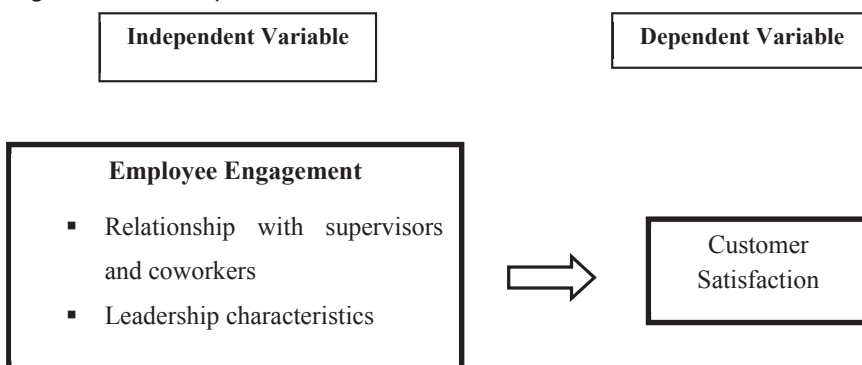 Independent Variable
Dependent Variable
Employee Engagement
▪ Relationship with supervisors
and coworkers
▪ Leadership characteristics
Customer
Satisfaction